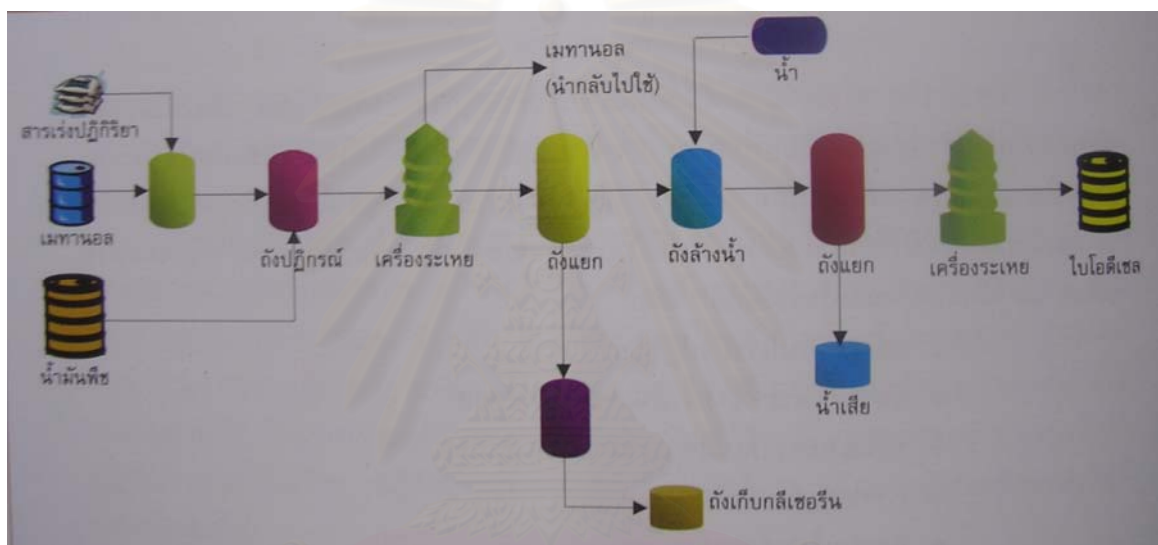 เมทานอล
(นำกลับไปใช้)
น้ำ
สารเร่งปฏิกิริยา
เมทานอล
ถังปฏิกรณ์
เครื่องระเหย
ถังแยก
ถังล้างน้ำ
ถังแยก
เครื่องระเหย
ไบโอดีเซล
น้ำมันพืช
น้ำเสีย
ถังเก็บกลีเซอรีน